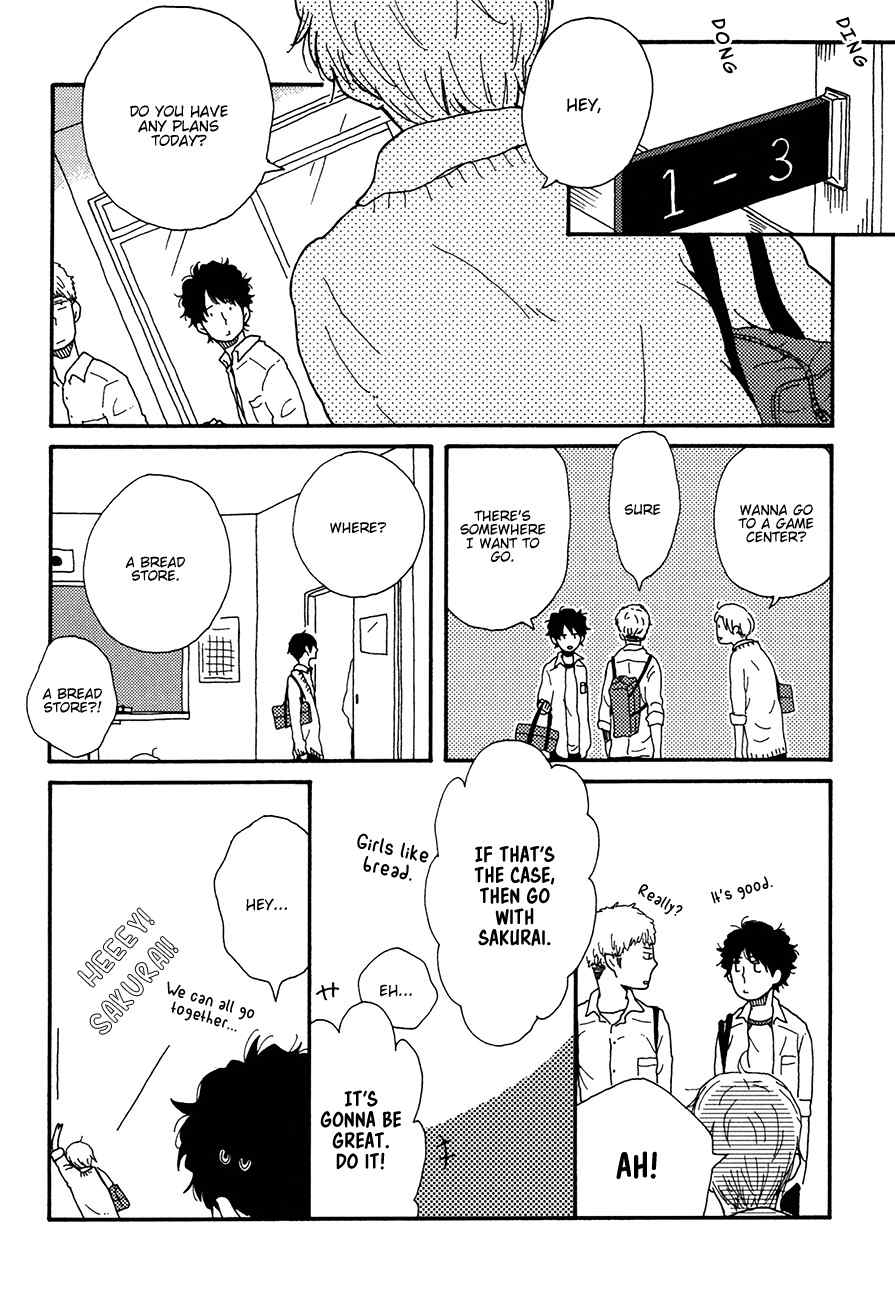 DING
DONG
1 - 3
HEY,
DO YOU HAVE
ANY PLANS
TODAY?
WANNA GO
TO A GAME
CENTER?
SURE
THERE'S
SOMEWHERE
I WANT TO
GO.
WHERE?
A BREAD
STORE.
A BREAD
STORE?!
It's good.
Really?
AH!
IF THAT'S
THE CASE,
THEN GO
WITH
SAKURAI.
Girls like
bread.
EH...
IT'S
GONNA BE
GREAT.
DO IT!
HEY...
We can all go
together...
HEEEY!
SAKURAI!